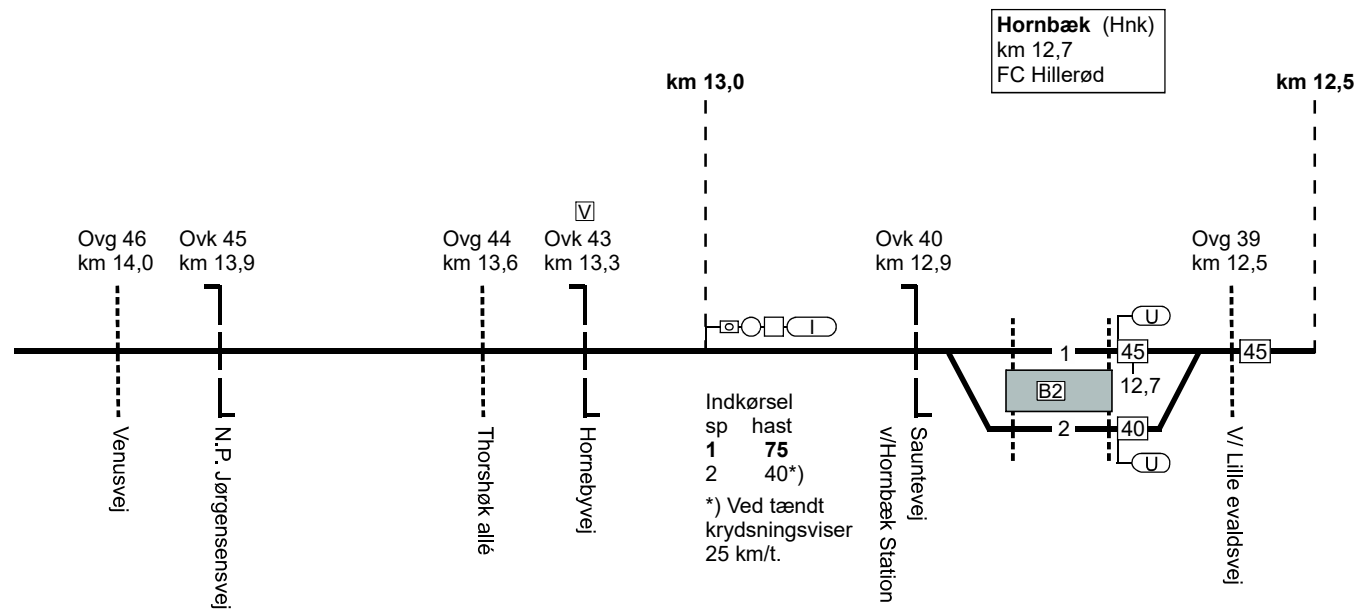 Hornbæk (Hnk)
km 12,7
FC Hillerød
km 13,0
km 12,5
V
Ovg 46
km 14,0
Ovk 45
km 13,9
Ovg 44
km 13,6
Ovk 43
km 13,3
Ovk 40
km 12,9
Ovg 39
km 12,5
I
U
1
45
45
B2
12,7
2
40
U
Indkørsel
sp hast
1 75
2 40*)
*) Ved tændt
krydsningsviser
25 km/t.
Venusvej
N.P. Jørgensensvej
Thorshøk allé
Hornebyvej
Sauntevej
v/Hornbæk Station
V/ Lille evaldsvej